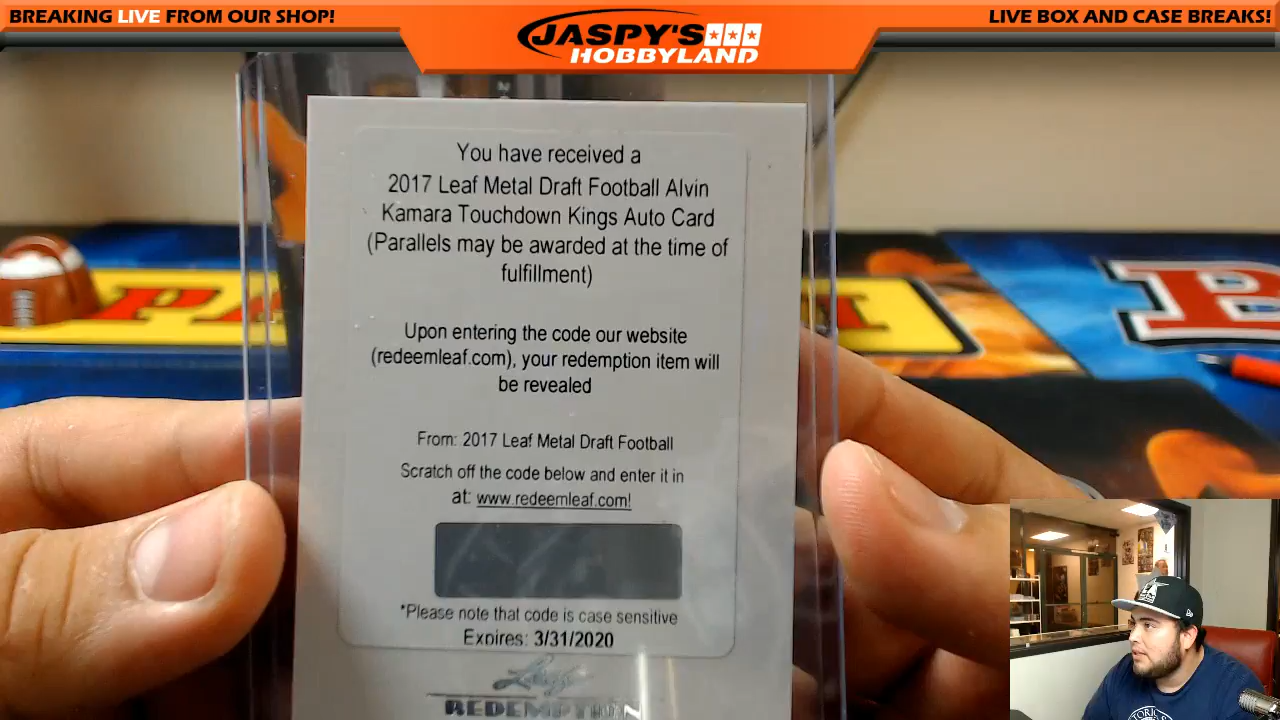 BREAKING LIVE FROM OUR SHOP!
JASPY'S
HOBBYLAND
LIVE BOX AND CASE BREAKS!
You have received a
2017 Leaf Metal Draft Football Alvin
Kamara Touchdown Kings Auto Card
(Parallels may be awarded at the time of
fulfillment)
Upon entering the code our website
(redeemleaf.com), your redemption item will
be revealed
From: 2017 Leaf Metal Draft Football
Scratch off the code below and enter it in
at: www.redeemleaf.com!
*Please note that code is case sensitive
Expires: 3/31/2020
Leaf
REDEMPTION